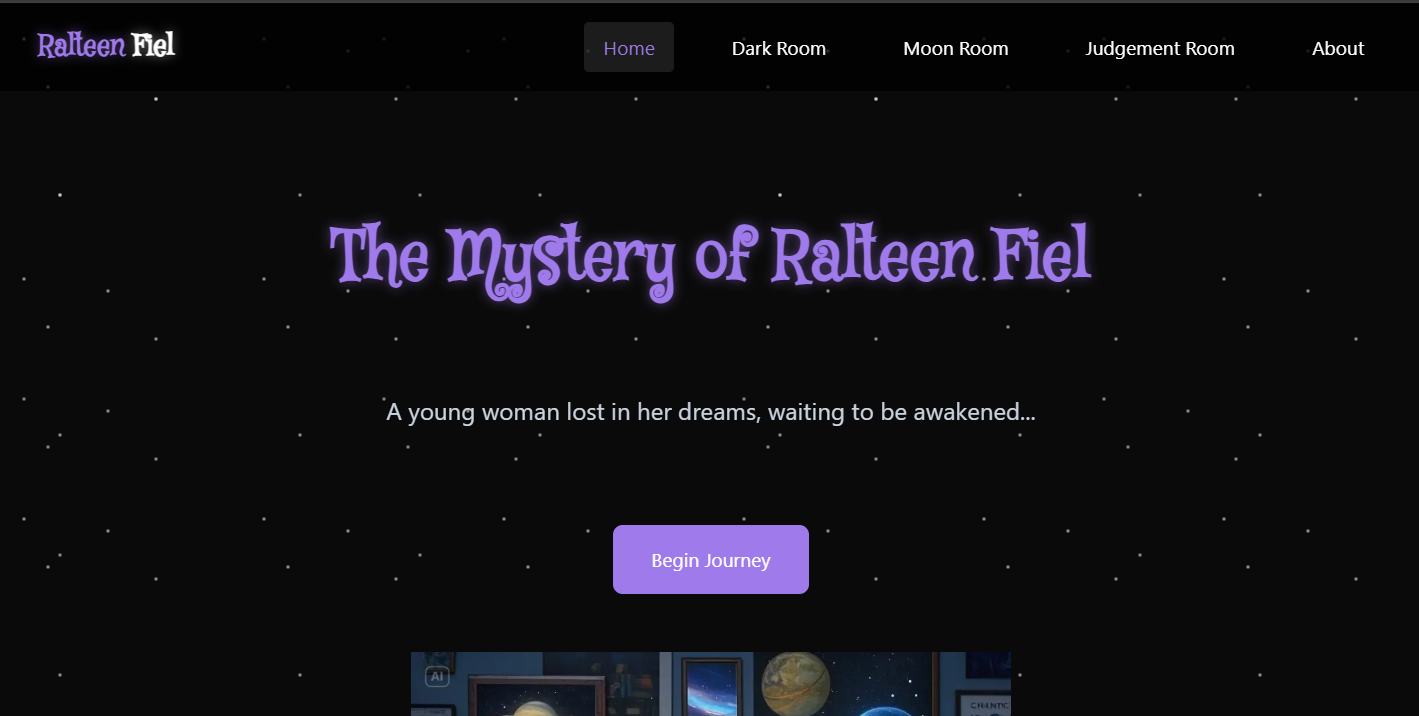 Ralteen Fiel
Home
Dark Room
Moon Room
Judgement Room
About
The Mystery of Ralteen Fiel
A young woman lost in her dreams, waiting to be awakened...
Begin Journey
AI